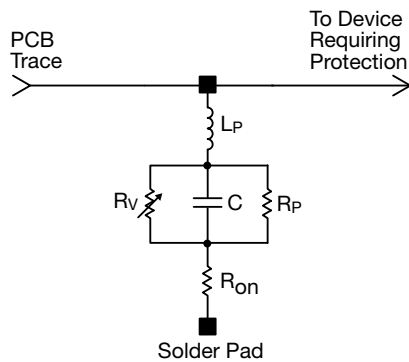 PCB
Trace
To Device
Requiring
Protection
LP
RV
C
RP
Ron
Solder Pad